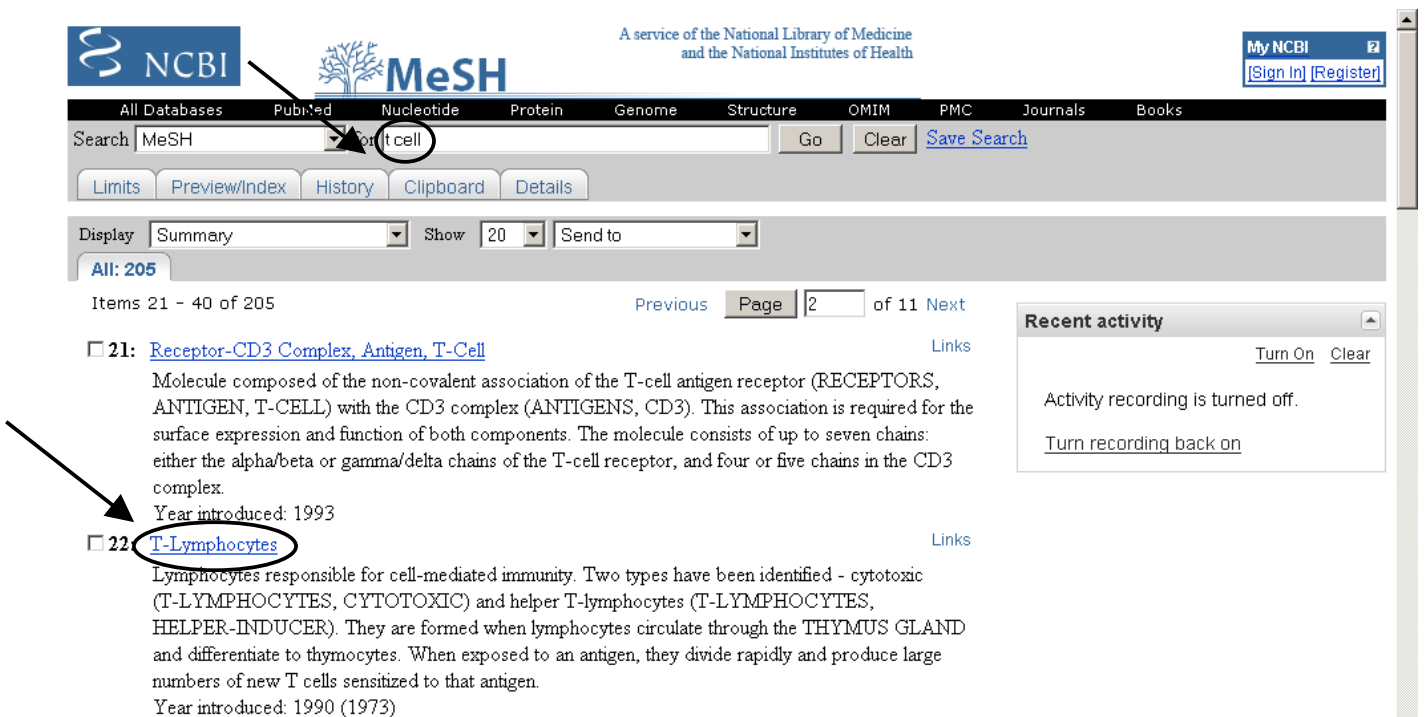 NCBI
MeSH
A service of the National Library of Medicine
and the National Institutes of Health
My NCBI
[Sign In] [Register]
All Databases PubMed Nucleotide Protein Genome Structure OMIM PMC Journals Books
Search MeSH for t cell Go Clear Save Search
Limits Preview/Index History Clipboard Details
Display Summary Show 20 Send to
All: 205
Items 21 - 40 of 205 Previous Page 2 of 11 Next
21: Receptor-CD3 Complex, Antigen, T-Cell Links
Molecule composed of the non-covalent association of the T-cell antigen receptor (RECEPTORS,
ANTIGEN, T-CELL) with the CD3 complex (ANTIGENS, CD3). This association is required for the
surface expression and function of both components. The molecule consists of up to seven chains:
either the alpha/beta or gamma/delta chains of the T-cell receptor, and four or five chains in the CD3
complex.
Year introduced: 1993
22: T-Lymphocytes Links
Lymphocytes responsible for cell-mediated immunity. Two types have been identified - cytotoxic
(T-LYMPHOCYTES, CYTOTOXIC) and helper T-lymphocytes (T-LYMPHOCYTES,
HELPER-INDUCER). They are formed when lymphocytes circulate through the THYMUS GLAND
and differentiate to thymocytes. When exposed to an antigen, they divide rapidly and produce large
numbers of new T cells sensitized to that antigen.
Year introduced: 1990 (1973)
Recent activity
Turn On Clear
Activity recording is turned off.
Turn recording back on